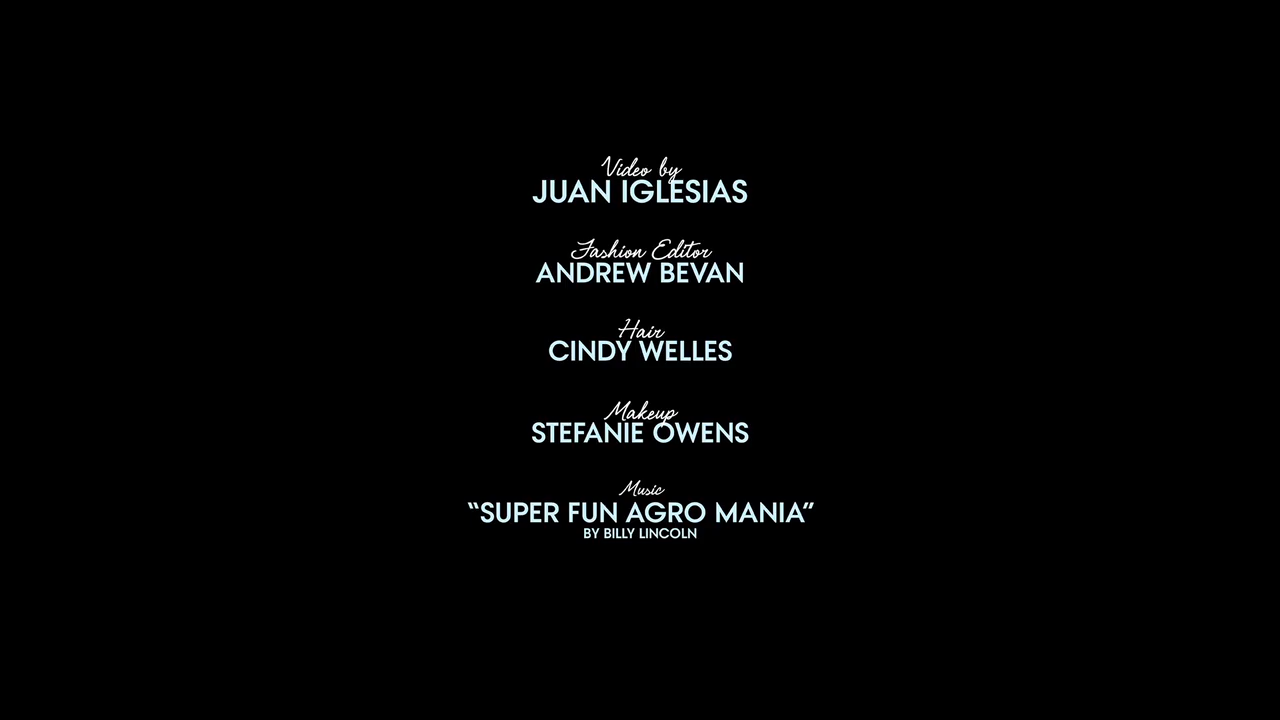 Video by
JUAN IGLESIAS
Fashion Editor
ANDREW BEVAN
Hair
CINDY WELLES
Makeup
STEFANIE OWENS
Music
“SUPER FUN AGRO MANIA”
BY BILLY LINCOLN